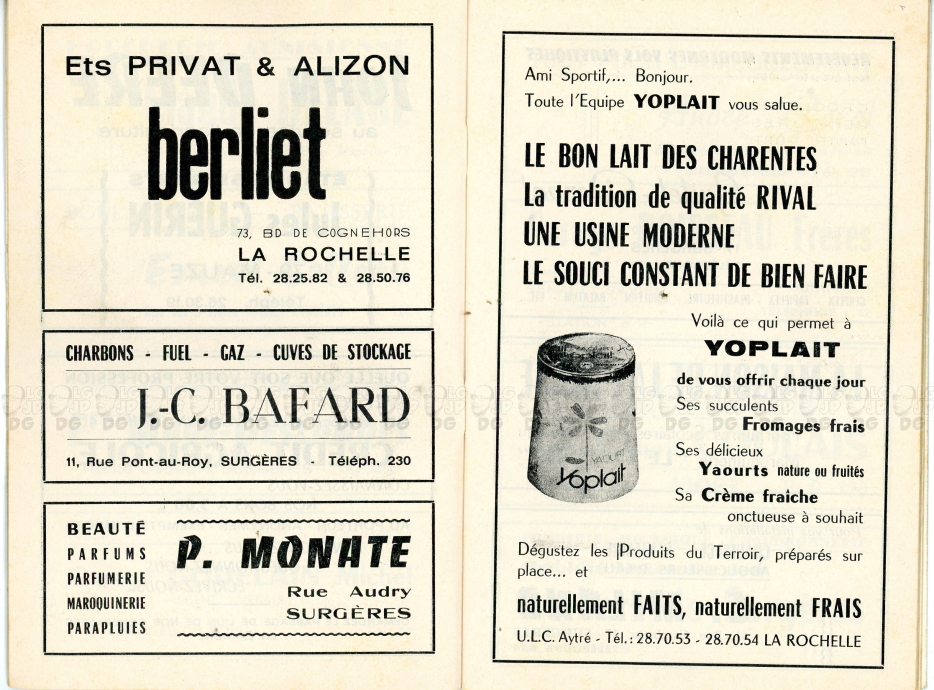 Ets PRIVAT & ALIZON
berliet
73, BD DE COGNEHORS
LA ROCHELLE
Tél. 28.25.82 & 28.50.76
CHARBONS - FUEL - GAZ - CUVES DE STOCKAGE
J.-C. BAFARD
11, Rue Pont-au-Roy, SURGÈRES - Téléph. 230
BEAUTÉ
PARFUMS
PARFUMERIE
MAROQUINERIE
PARAPLUIES
P. MONATE
Rue Audry
SURGÈRES
Ami Sportif,... Bonjour.
Toute l'Equipe YOPLAIT vous salue.
LE BON LAIT DES CHARENTES
La tradition de qualité RIVAL
UNE USINE MODERNE
LE SOUCI CONSTANT DE BIEN FAIRE
Voilà ce qui permet à
YOPLAIT
de vous offrir chaque jour
Ses succulents
Fromages frais
Ses délicieux
Yaourts nature ou fruités
Sa Crème fraiche
onctueuse à souhait
YAOURT
Yoplait
Dégustez les Produits du Terroir, préparés sur
place... et
naturellement FAITS, naturellement FRAIS
U.L.C. Aytré - Tél.: 28.70.53 - 28.70.54 LA ROCHELLE